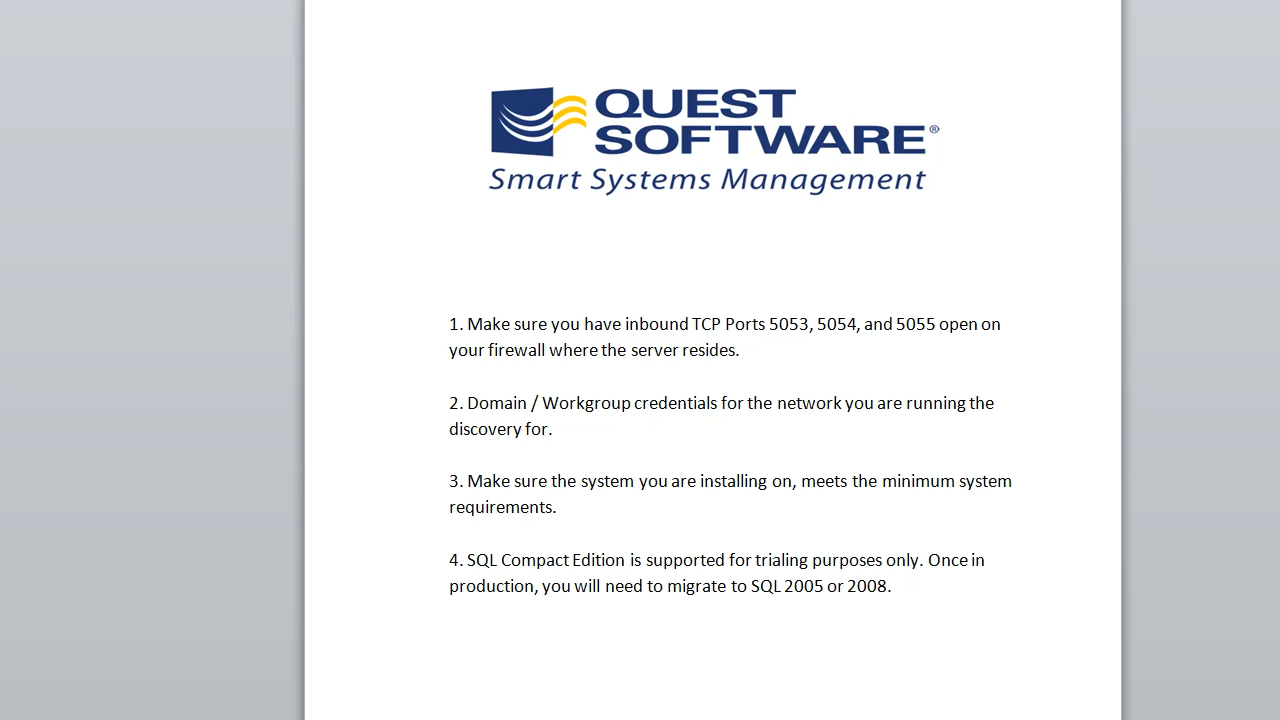 QUEST
SOFTWARE®
Smart Systems Management
1. Make sure you have inbound TCP Ports 5053, 5054, and 5055 open on
your firewall where the server resides.
2. Domain / Workgroup credentials for the network you are running the
discovery for.
3. Make sure the system you are installing on, meets the minimum system
requirements.
4. SQL Compact Edition is supported for trialing purposes only. Once in
production, you will need to migrate to SQL 2005 or 2008.